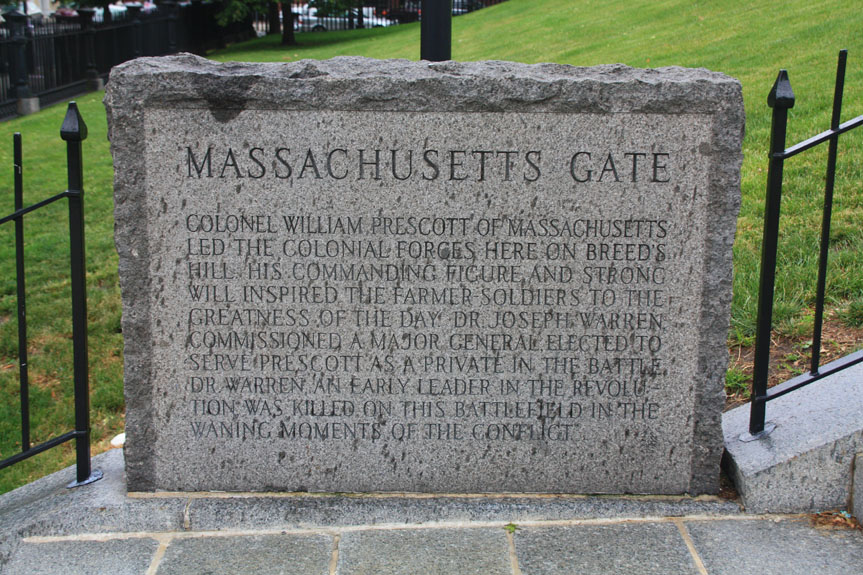 MASSACHUSETTS GATE
COLONEL WILLIAM PRESCOTT OF MASSACHUSETTS
LED THE COLONIAL FORCES HERE ON BREED'S
HILL. HIS COMMANDING FIGURE AND STRONG
WILL INSPIRED THE FARMER SOLDIERS TO THE
GREATNESS OF THE DAY. DR. JOSEPH WARREN,
COMMISSIONED A MAJOR GENERAL, ELECTED TO
SERVE PRESCOTT AS A PRIVATE IN THE BATTLE.
DR. WARREN, AN EARLY LEADER IN THE REVOLU-
TION, WAS KILLED ON THIS BATTLEFIELD IN THE
WANING MOMENTS OF THE CONFLICT.